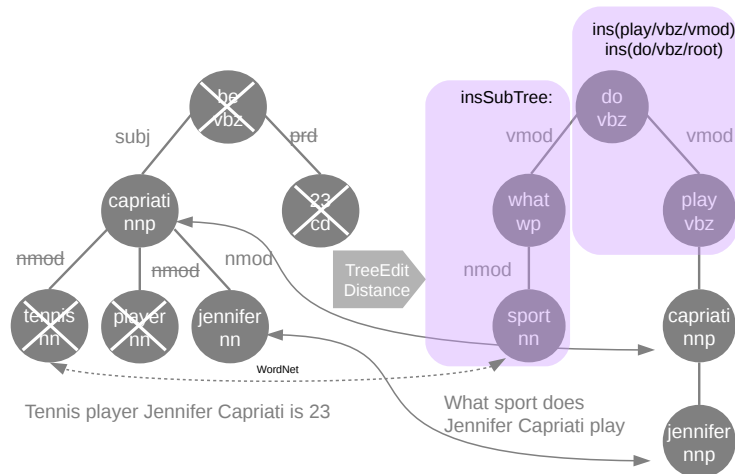 ins(play/vbz/vmod)
ins(do/vbz/root)
insSubTree:
be
vbz
do
vbz
subj
prd
vmod
vmod
capriati
nnp
23
cd
what
wp
play
vbz
nmod
nmod
nmod
TreeEdit
Distance
nmod
tennis
nn
player
nn
jennifer
nn
sport
nn
capriati
nnp
WordNet
Tennis player Jennifer Capriati is 23
What sport does
Jennifer Capriati play
jennifer
nnp